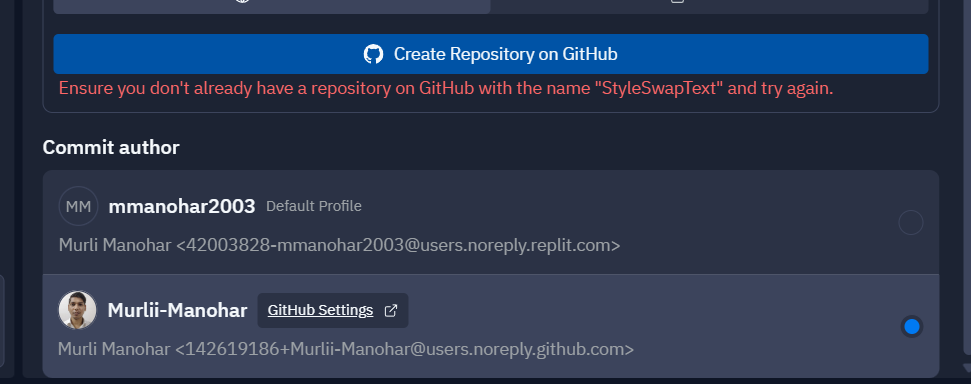 Create Repository on GitHub
Ensure you don't already have a repository on GitHub with the name "StyleSwapText" and try again.
Commit author
MM mmanohar2003 Default Profile
Murli Manohar <42003828-mmanohar2003@users.noreply.replit.com>
Murlii-Manohar GitHub Settings
Murli Manohar <142619186+Murlii-Manohar@users.noreply.github.com>